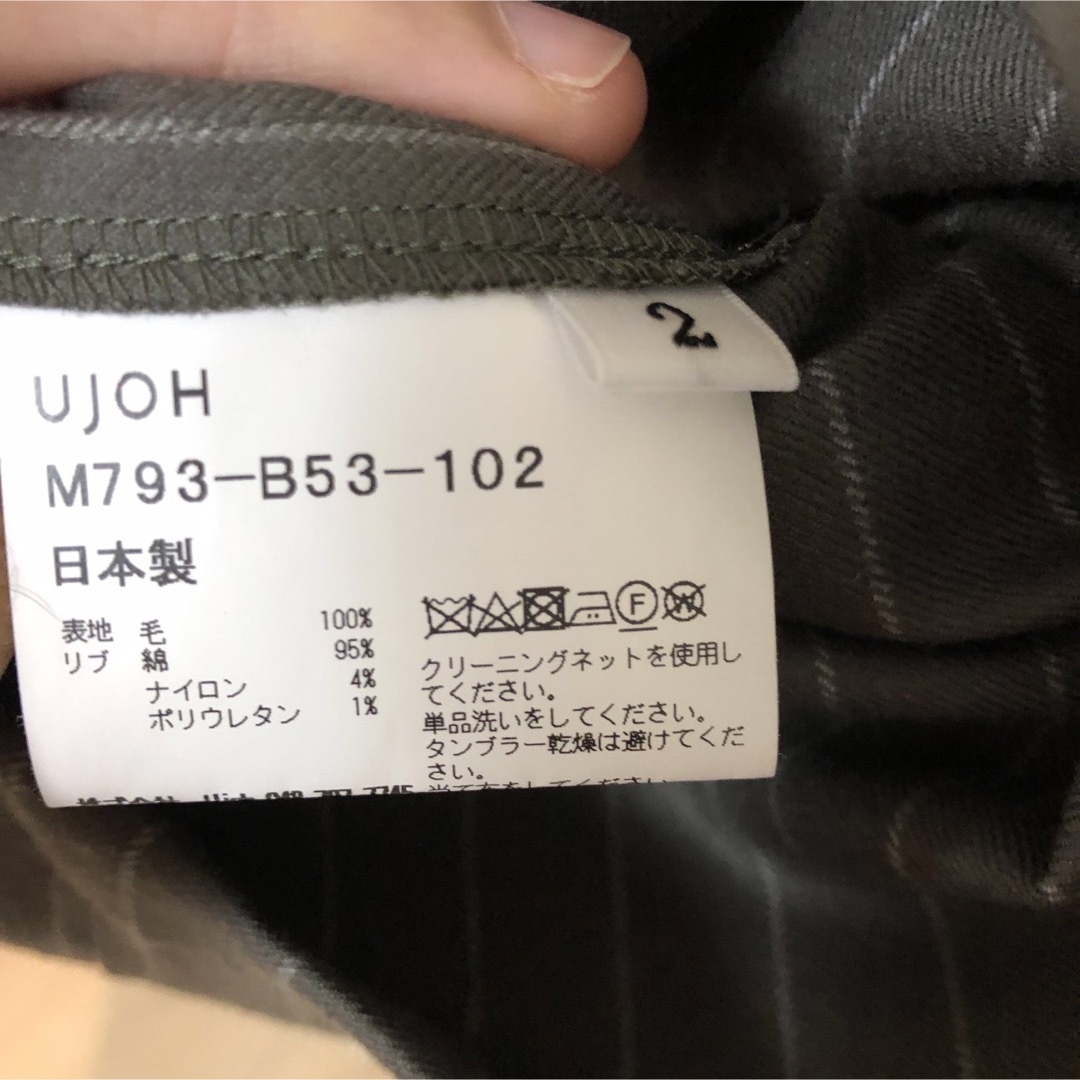 2
UJOH
M793-B53-102
日本製
表地 毛 100%
リブ 綿 95%
ナイロン 4%
ポリウレタン 1%
F
W
クリーニングネットを使用し
てください。
単品洗いをしてください。
タンブラー乾燥は避けてくだ
さい。